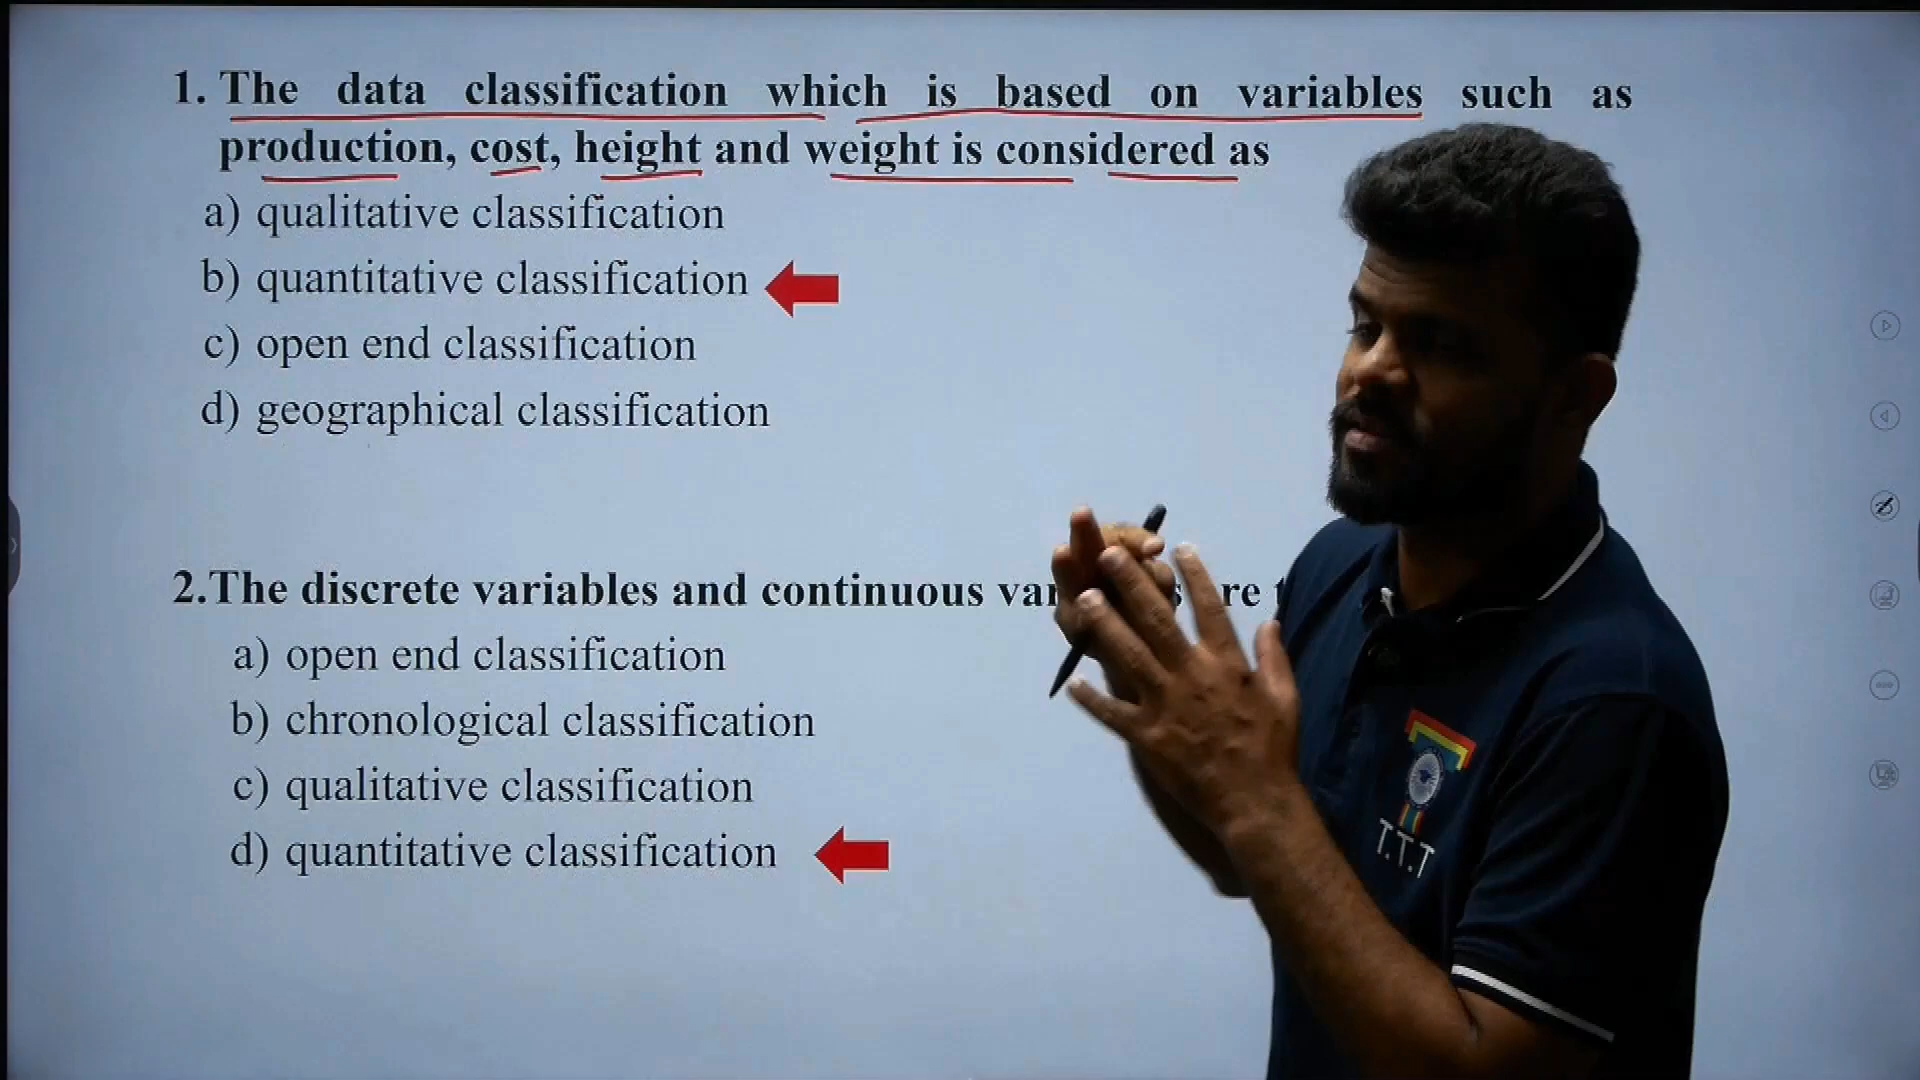 1. The data classification which is based on variables such as
production, cost, height and weight is considered as
a) qualitative classification
b) quantitative classification
c) open end classification
d) geographical classification
2.The discrete variables and continuous are
a) open end classification
b) chronological classification
c) qualitative classification
d) quantitative classification
T.T.T